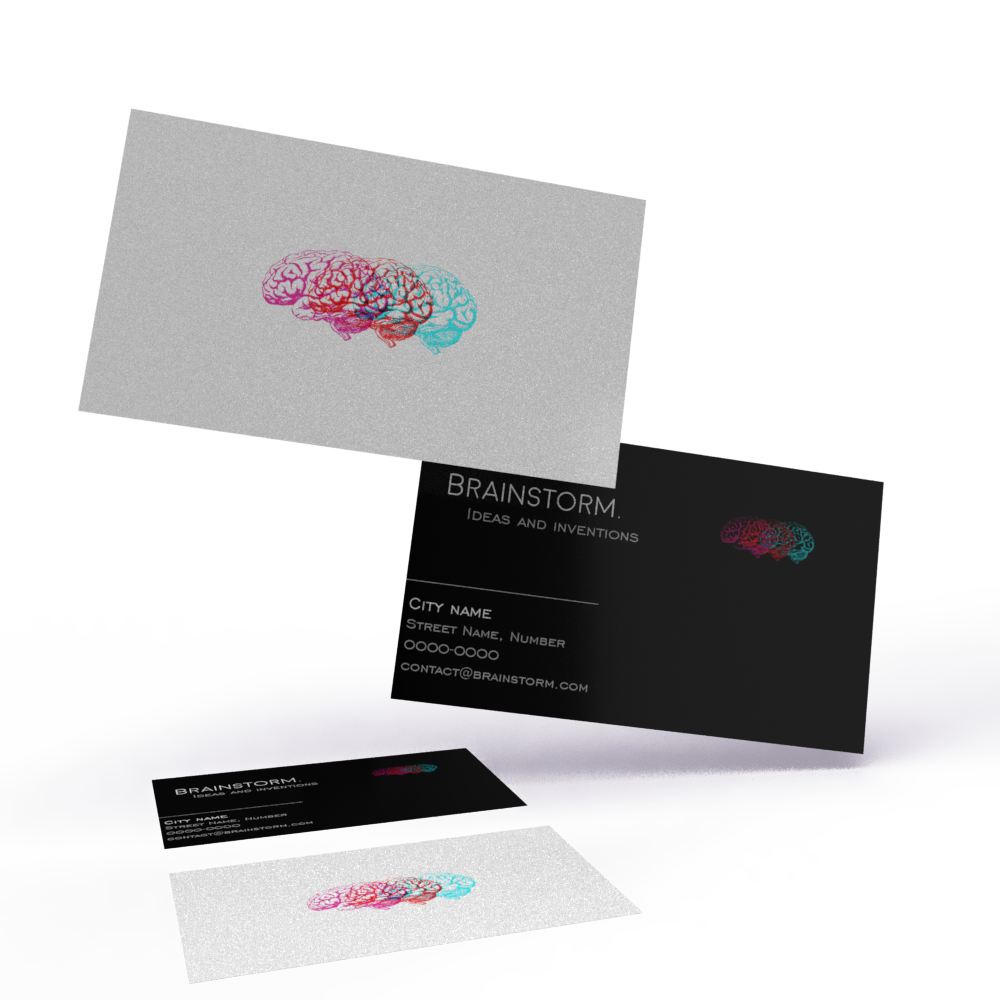 BRAINSTORM.
IDEAS AND INVENTIONS
CITY NAME
STREET NAME, NUMBER
0000-0000
CONTACT@BRAINSTORM.COM
BRAINSTORM.
IDEAS AND INVENTIONS
CITY NAME
STREET NAME, NUMBER
0000-0000
CONTACT@BRAINSTORM.COM